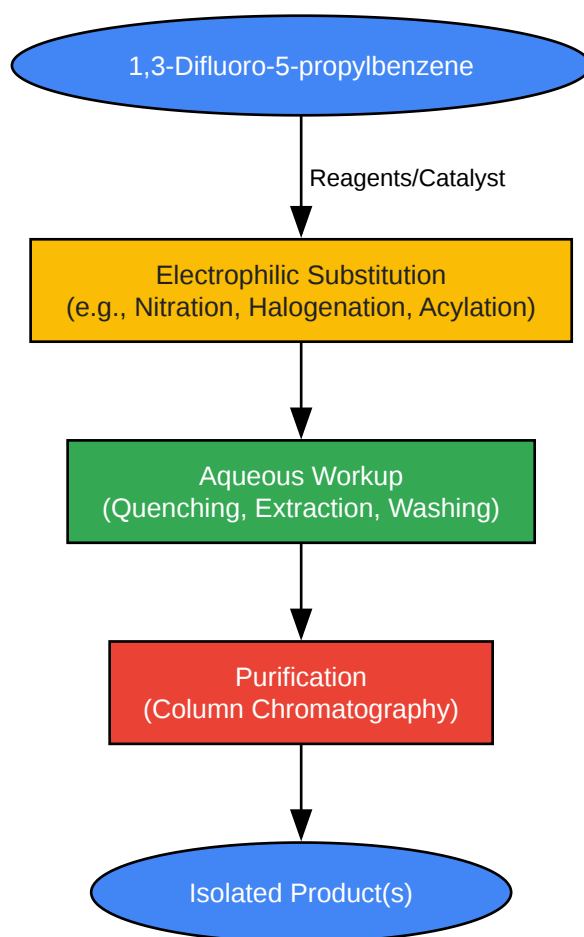 1,3-Difluoro-5-propylbenzene
Reagents/Catalyst
Electrophilic Substitution
(e.g., Nitration, Halogenation, Acylation)
Aqueous Workup
(Quenching, Extraction, Washing)
Purification
(Column Chromatography)
Isolated Product(s)